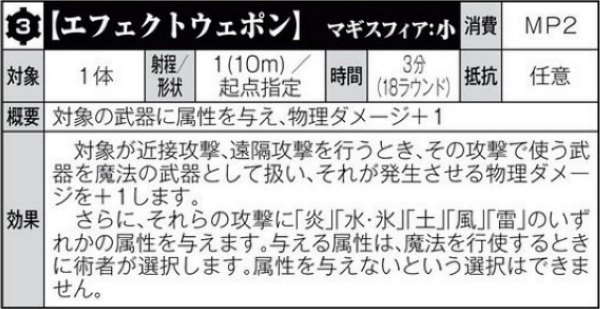 3 【エフェクトウェポン】 マギスフィア:小 消費 MP2
対象 1体 射程/形状 1(10m)/起点指定 時間 3分(18ラウンド) 抵抗 任意
概要 対象の武器に属性を与え、物理ダメージ+1
効果
対象が近接攻撃、遠隔攻撃を行うとき、その攻撃で使う武
器を魔法の武器として扱い、それが発生させる物理ダメー
ジを+1します。
さらに、それらの攻撃に「炎」「水・氷」「土」「風」「雷」のいず
れかの属性を与えます。与える属性は、魔法を行使するとき
に術者が選択します。属性を与えないという選択はできま
せん。